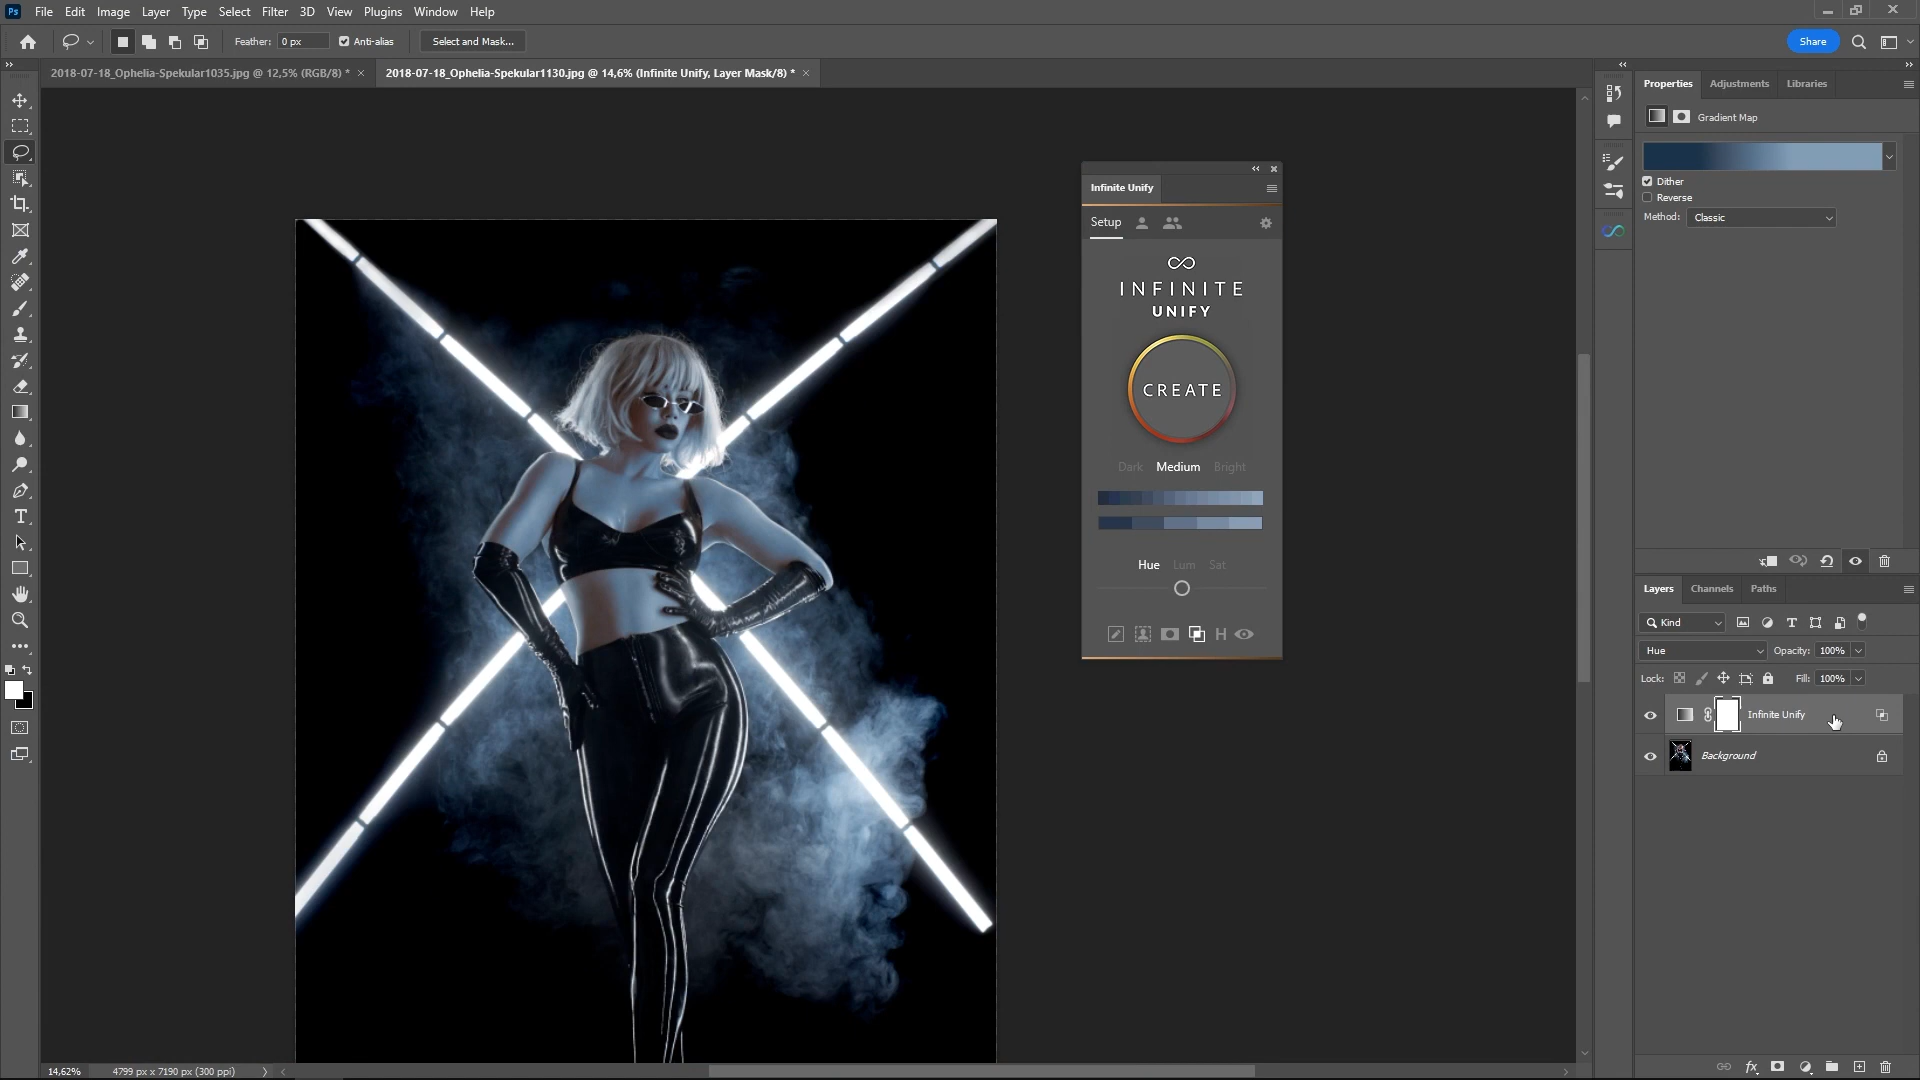 Ps File Edit Image Layer Type Select Filter 3D View Plugins Window Help
Feather: 0 px Anti-alias Select and Mask... Share
2018-07-18_Ophelia-Spekular1035.jpg @ 12,5% (RGB/8) * 2018-07-18_Ophelia-Spekular1130.jpg @ 14,6% (Infinite Unify, Layer Mask/8) *
Infinite Unify
Setup
INFINITE
UNIFY
CREATE
Dark Medium Bright
Hue Lum Sat
H
Properties Adjustments Libraries
Gradient Map
Dither
Reverse
Method: Classic
Layers Channels Paths
Kind
Hue Opacity: 100%
Lock: Fill: 100%
Infinite Unify
Background
fx
14,62% 4799 px x 7190 px (300 ppi)